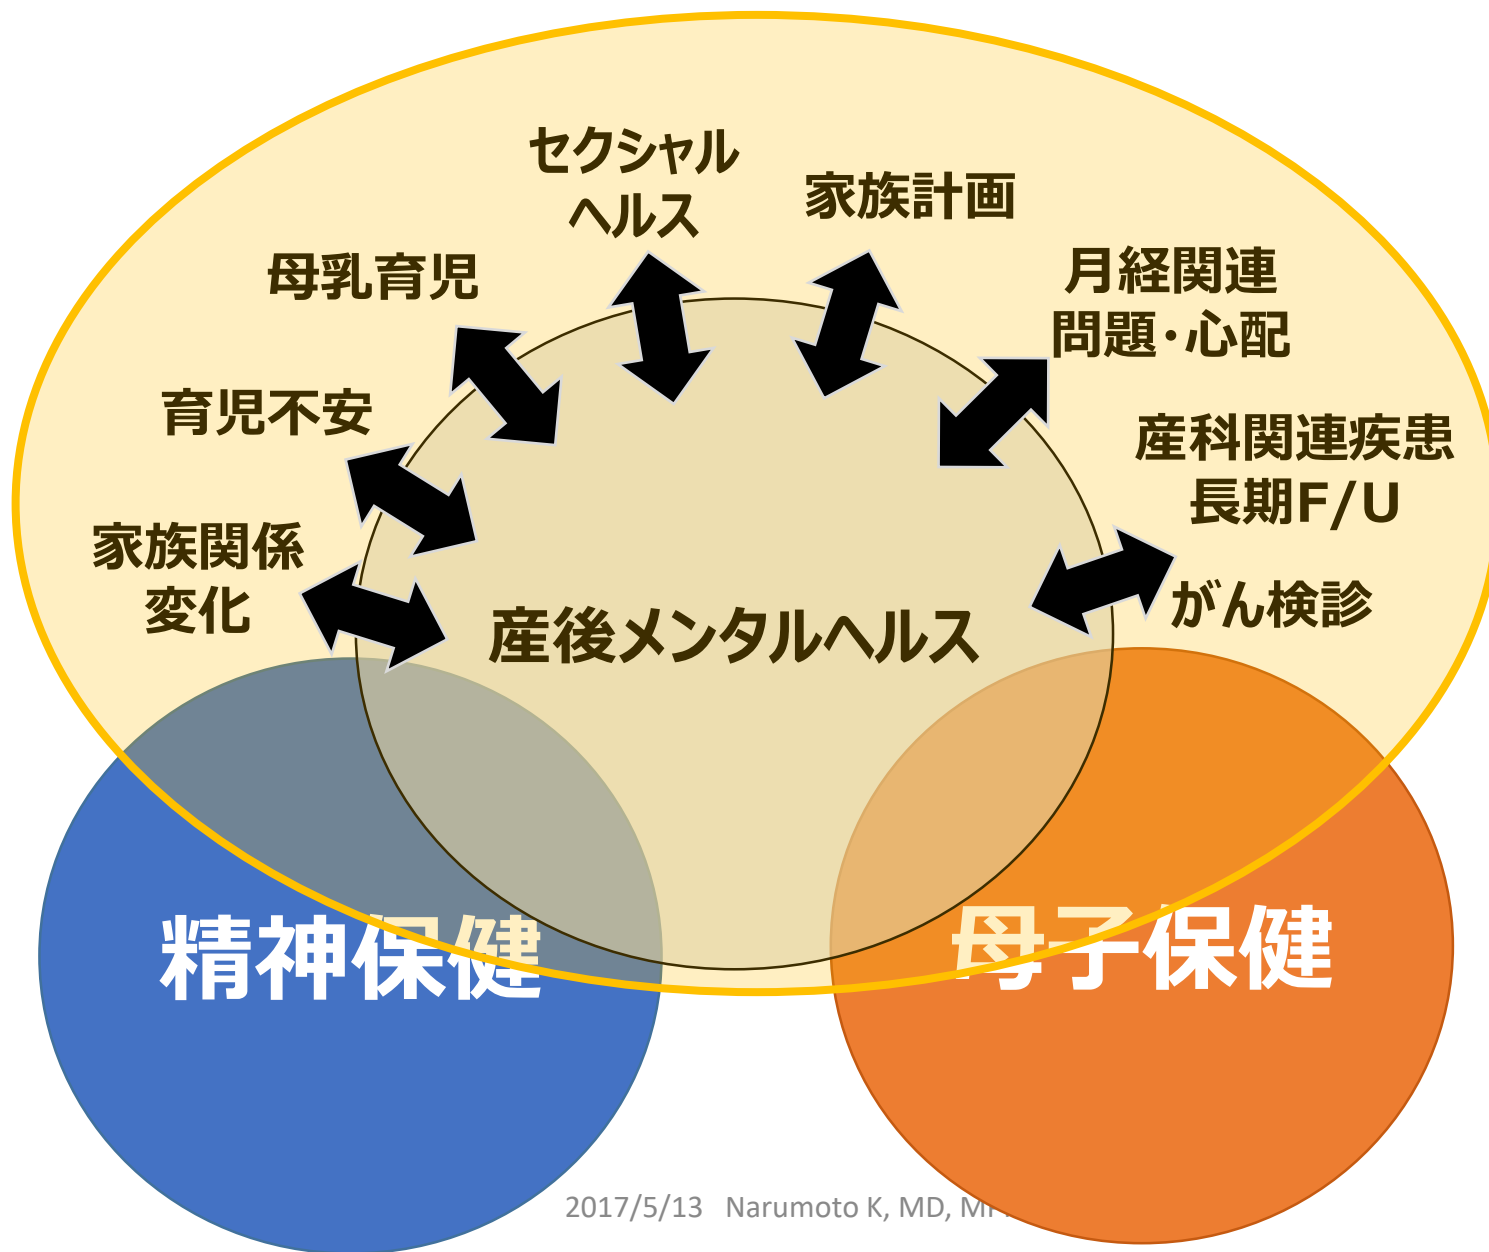 セクシャル
ヘルス
家族計画
母乳育児
月経関連
問題・心配
育児不安
産科関連疾患
長期F/U
家族関係
変化
がん検診
産後メンタルヘルス
精神保健
母子保健
2017/5/13 Narumoto K, MD,